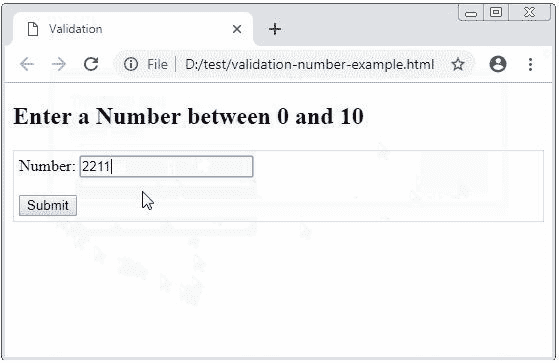 Validation
File D:/test/validation-number-example.html
Enter a Number between 0 and 10
Number: 2211
Submit